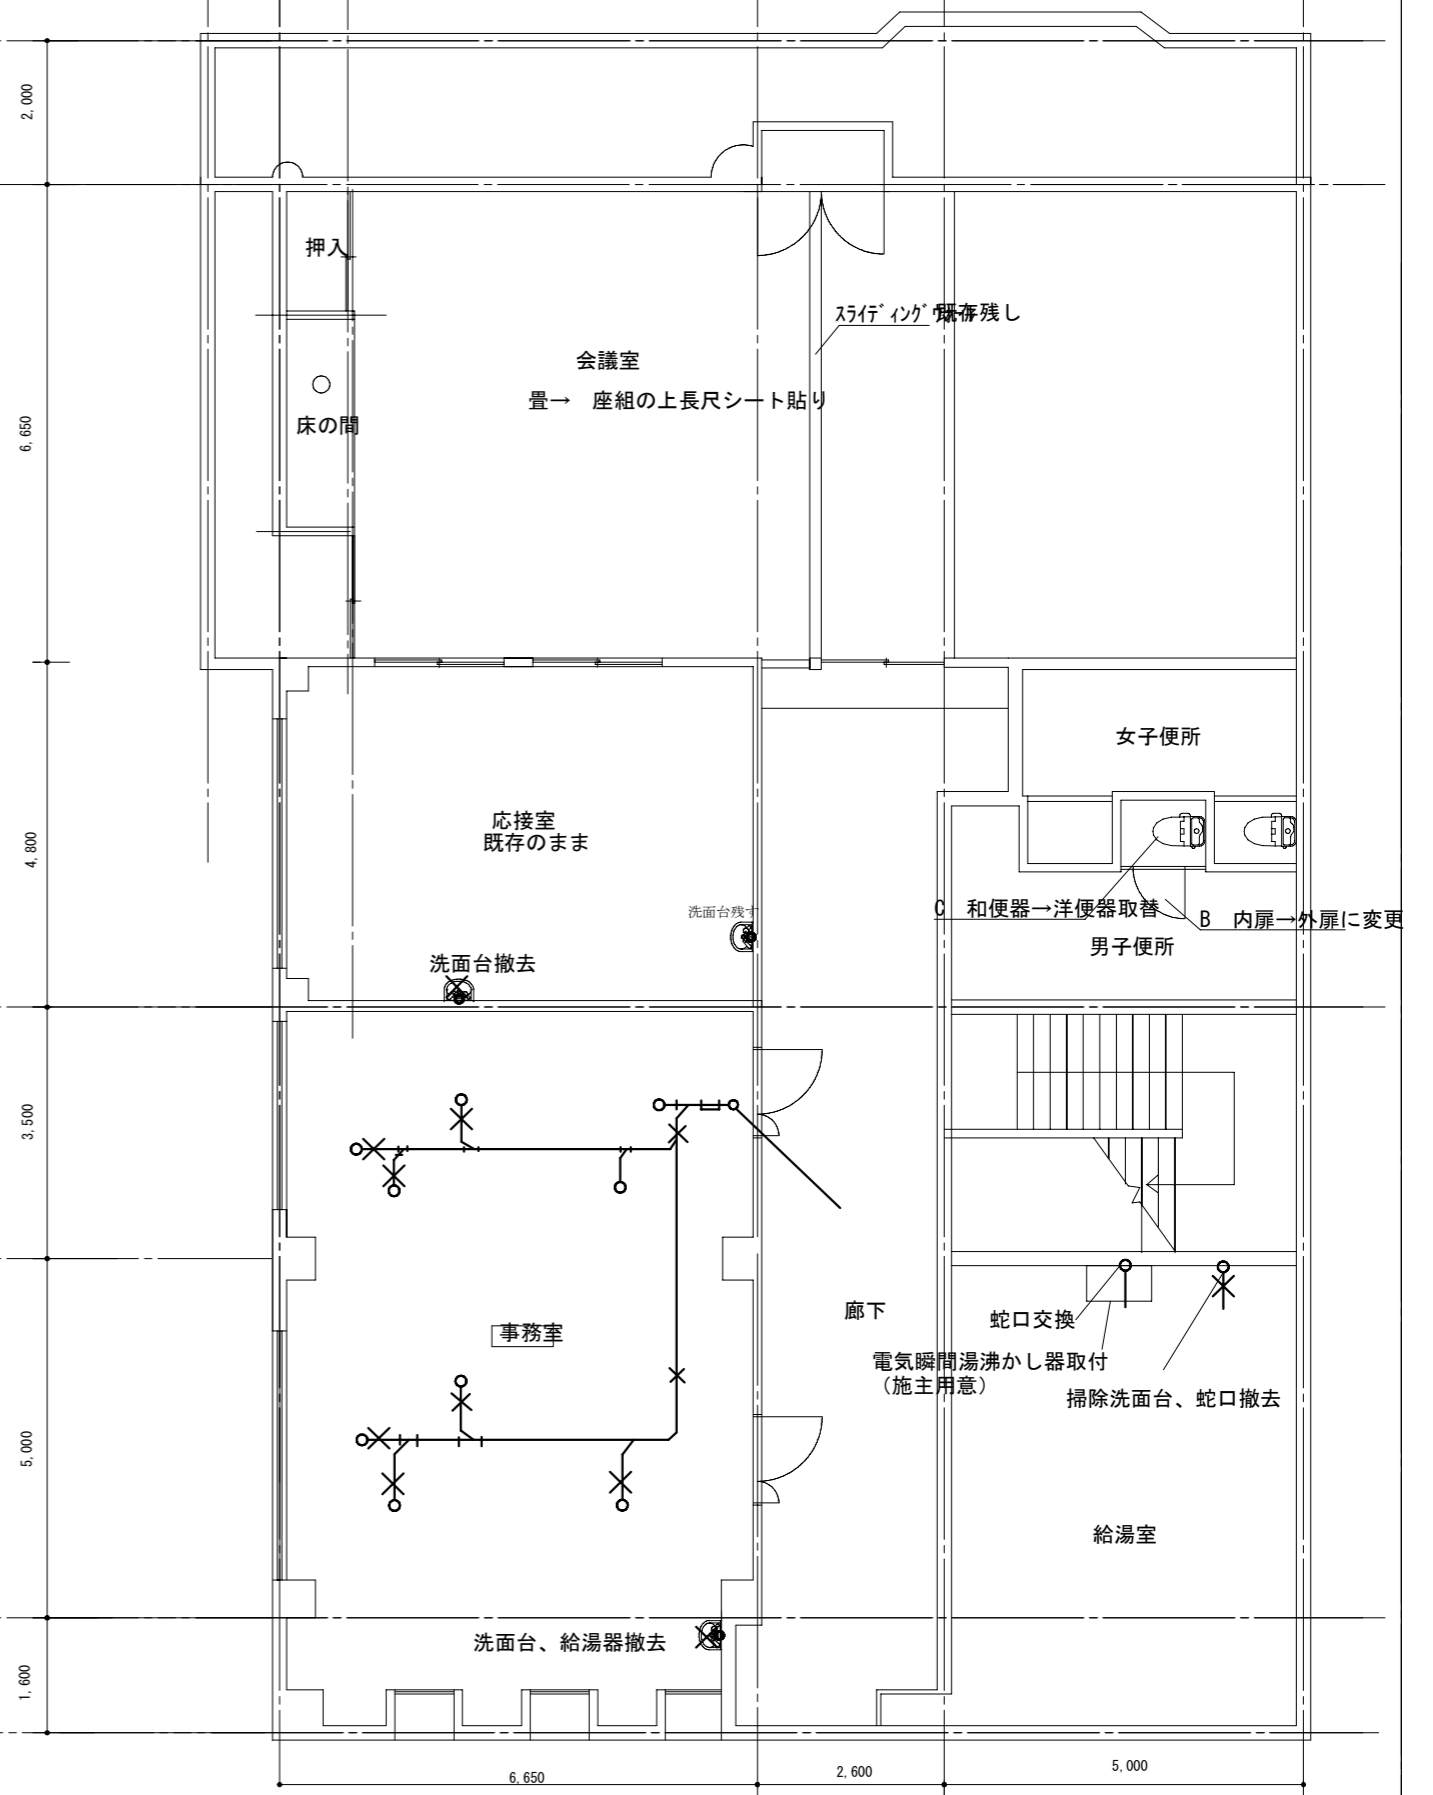 2,000
押入
スライディングウォール
既存残し
会議室
畳→　座組の上長尺シート貼り
床の間
6,650
女子便所
応接室
既存のまま
4,800
洗面台残す
C　和便器→洋便器取替
B　内扉→外扉に変更
男子便所
洗面台撤去
3,500
廊下
蛇口交換
事務室
電気瞬間湯沸かし器取付
（施主用意）
掃除洗面台、蛇口撤去
5,000
給湯室
洗面台、給湯器撤去
1,600
6,650
2,600
5,000